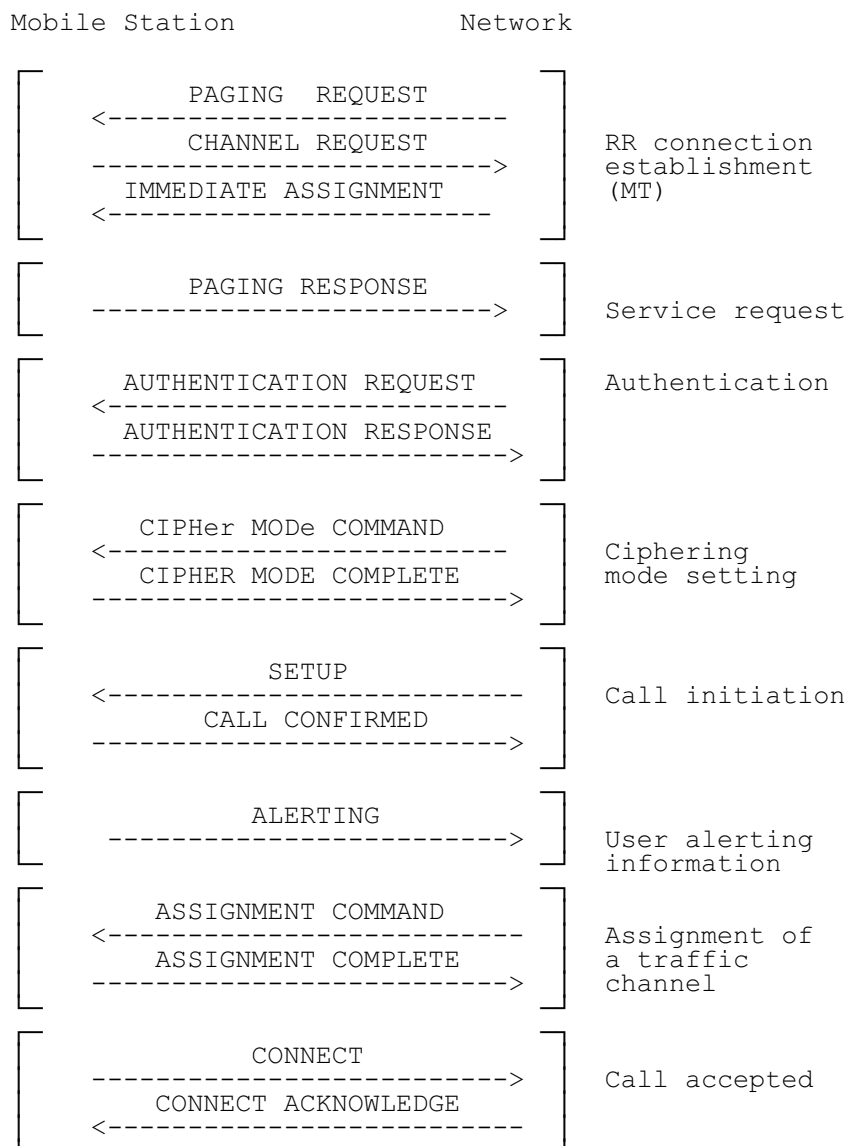 Mobile Station Network
PAGING REQUEST
<-------------------------
CHANNEL REQUEST RR connection
-------------------------> establishment
IMMEDIATE ASSIGNMENT (MT)
<------------------------
PAGING RESPONSE
-------------------------> Service request
AUTHENTICATION REQUEST Authentication
<-------------------------
AUTHENTICATION RESPONSE
-------------------------->
CIPHer MODe COMMAND
<------------------------- Ciphering
CIPHER MODE COMPLETE mode setting
-------------------------->
SETUP
<-------------------------- Call initiation
CALL CONFIRMED
-------------------------->
ALERTING
-------------------------> User alerting
information
ASSIGNMENT COMMAND
<-------------------------- Assignment of
ASSIGNMENT COMPLETE a traffic
--------------------------> channel
CONNECT
--------------------------> Call accepted
CONNECT ACKNOWLEDGE
<--------------------------